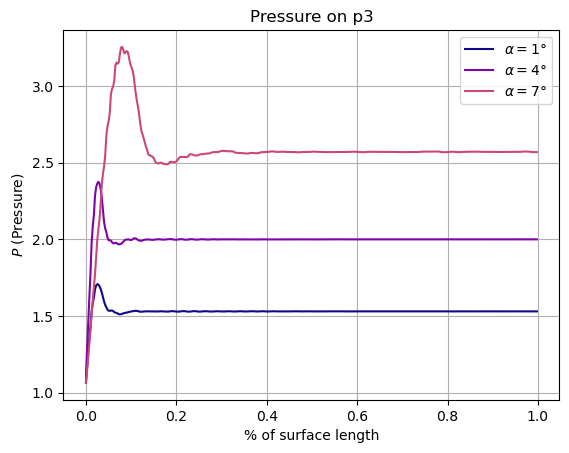 Pressure on p3
P (Pressure)
3.0
2.5
2.0
1.5
1.0
α = 1°
α = 4°
α = 7°
0.0 0.2 0.4 0.6 0.8 1.0
% of surface length